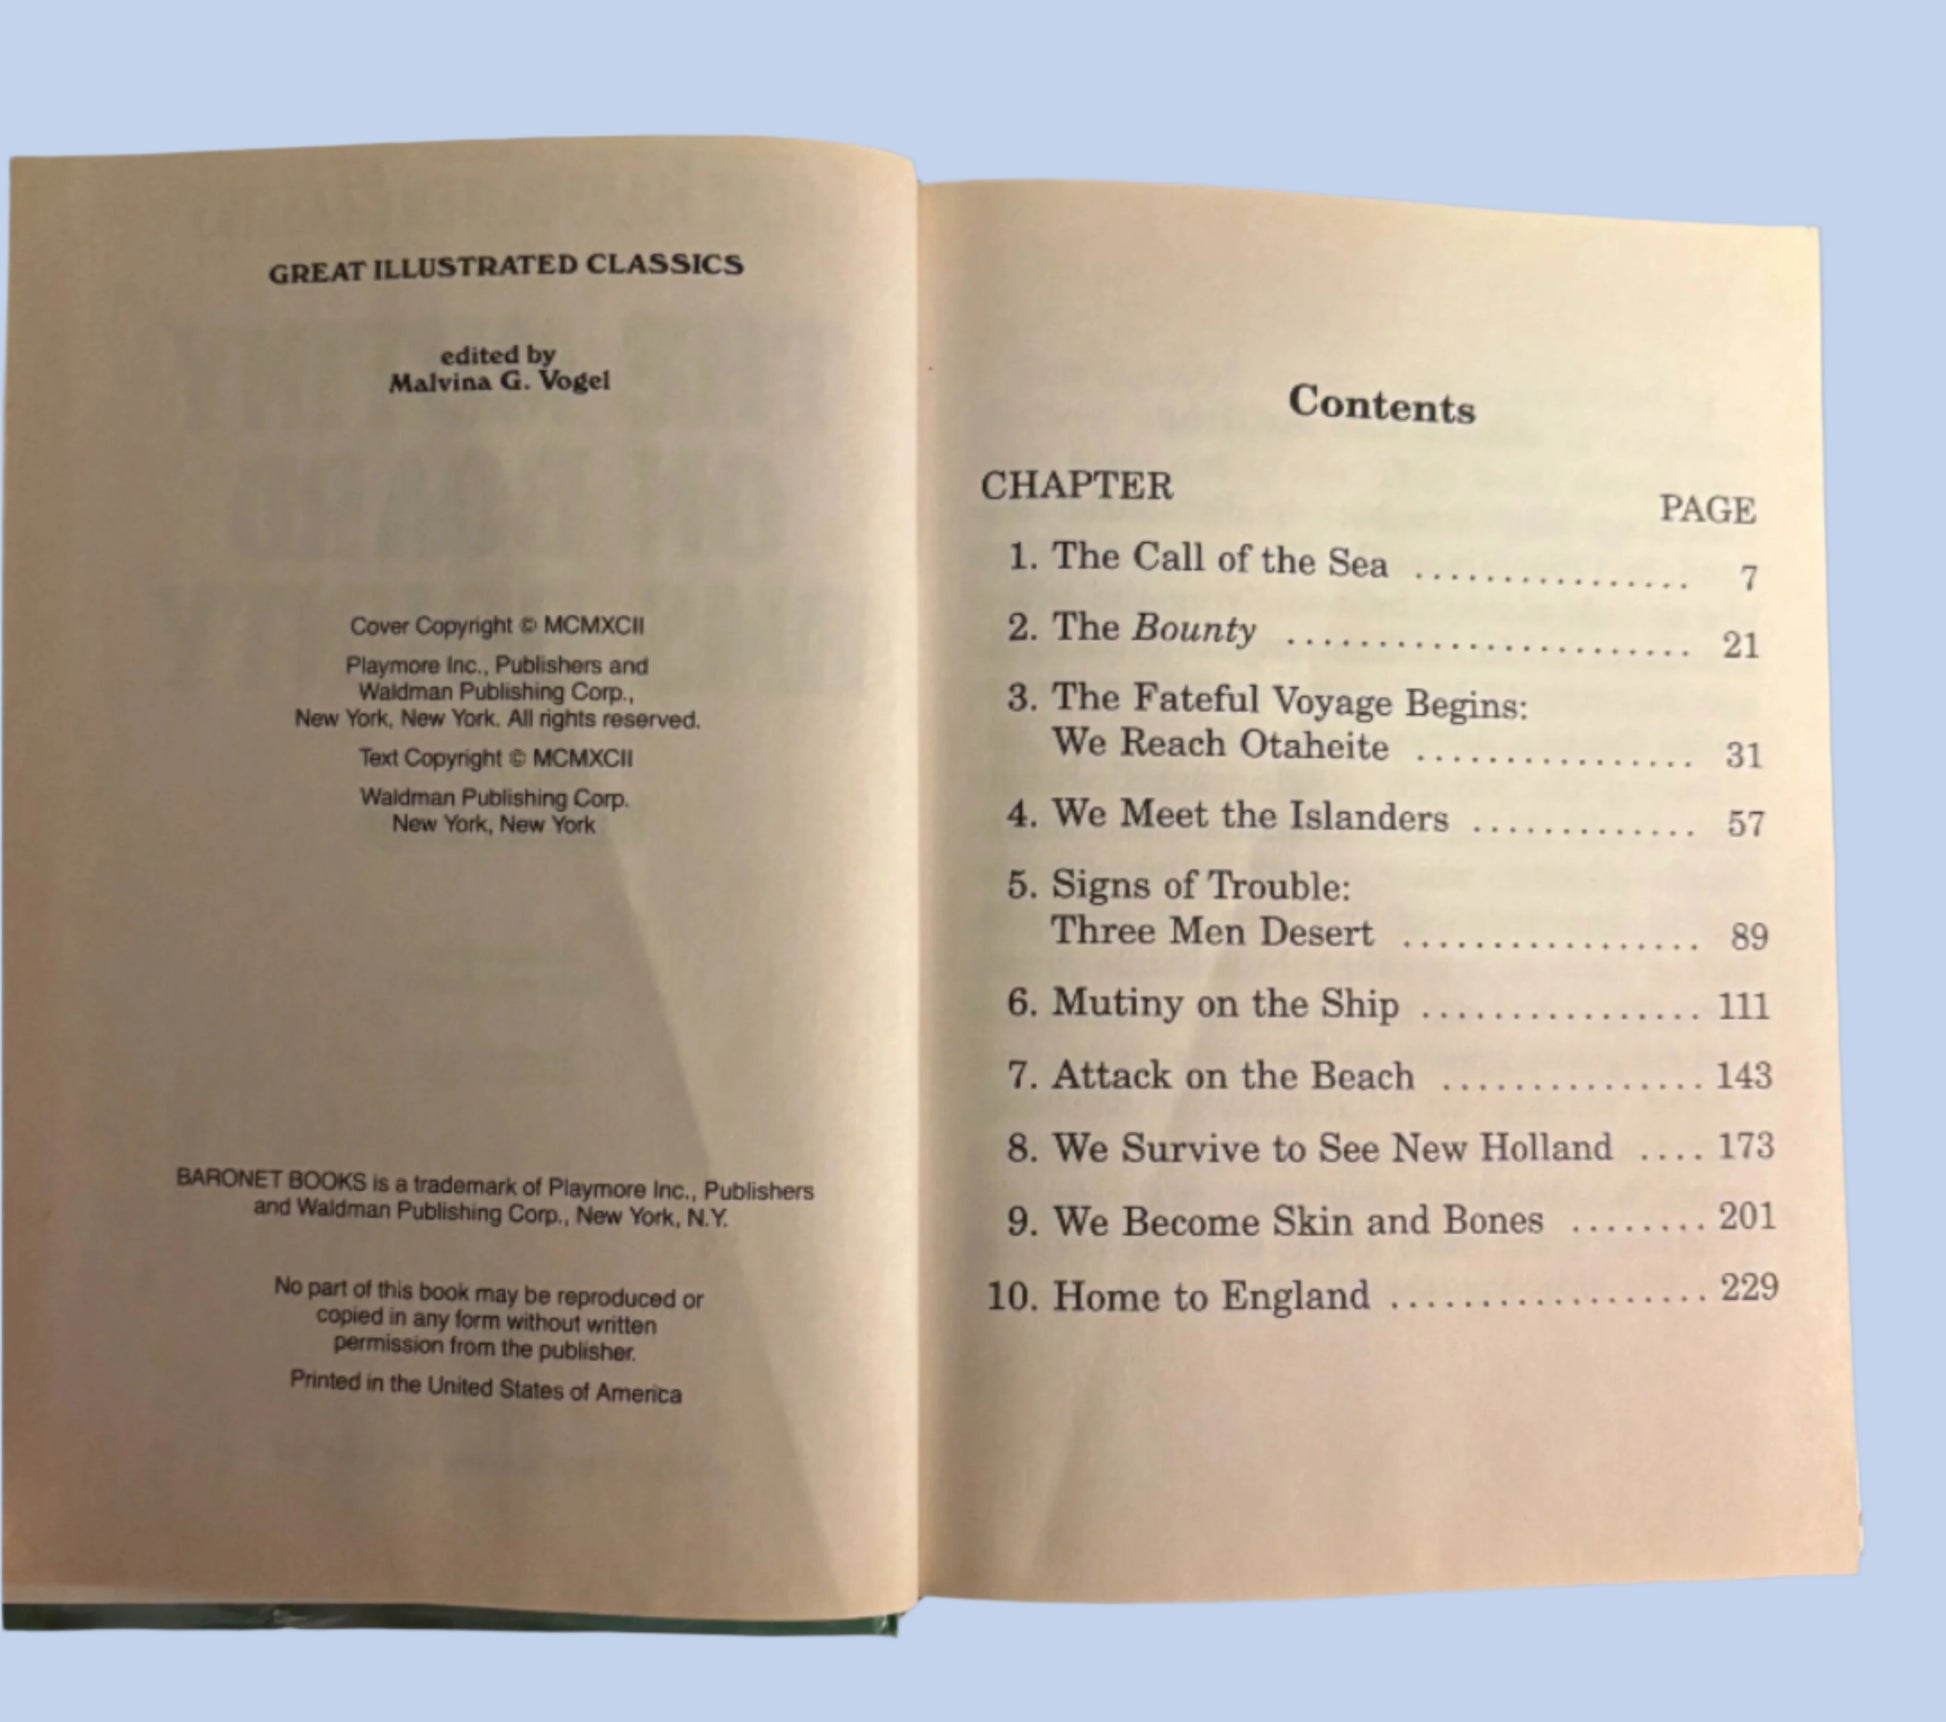 GREAT ILLUSTRATED CLASSICS
edited by
Malvina G. Vogel
Cover Copyright © MCMXCII
Playmore Inc., Publishers and
Waldman Publishing Corp.,
New York, New York. All rights reserved.
Text Copyright © MCMXCII
Waldman Publishing Corp.
New York, New York
BARONET BOOKS is a trademark of Playmore Inc., Publishers
and Waldman Publishing Corp., New York, N.Y.
No part of this book may be reproduced or
copied in any form without written
permission from the publisher.
Printed in the United States of America
Contents
CHAPTER PAGE
1. The Call of the Sea ................ 7
2. The Bounty ....................... 21
3. The Fateful Voyage Begins:
We Reach Otaheite ................ 31
4. We Meet the Islanders ............. 57
5. Signs of Trouble:
Three Men Desert ................. 89
6. Mutiny on the Ship ................ 111
7. Attack on the Beach ............... 143
8. We Survive to See New Holland .... 173
9. We Become Skin and Bones ........ 201
10. Home to England .................. 229